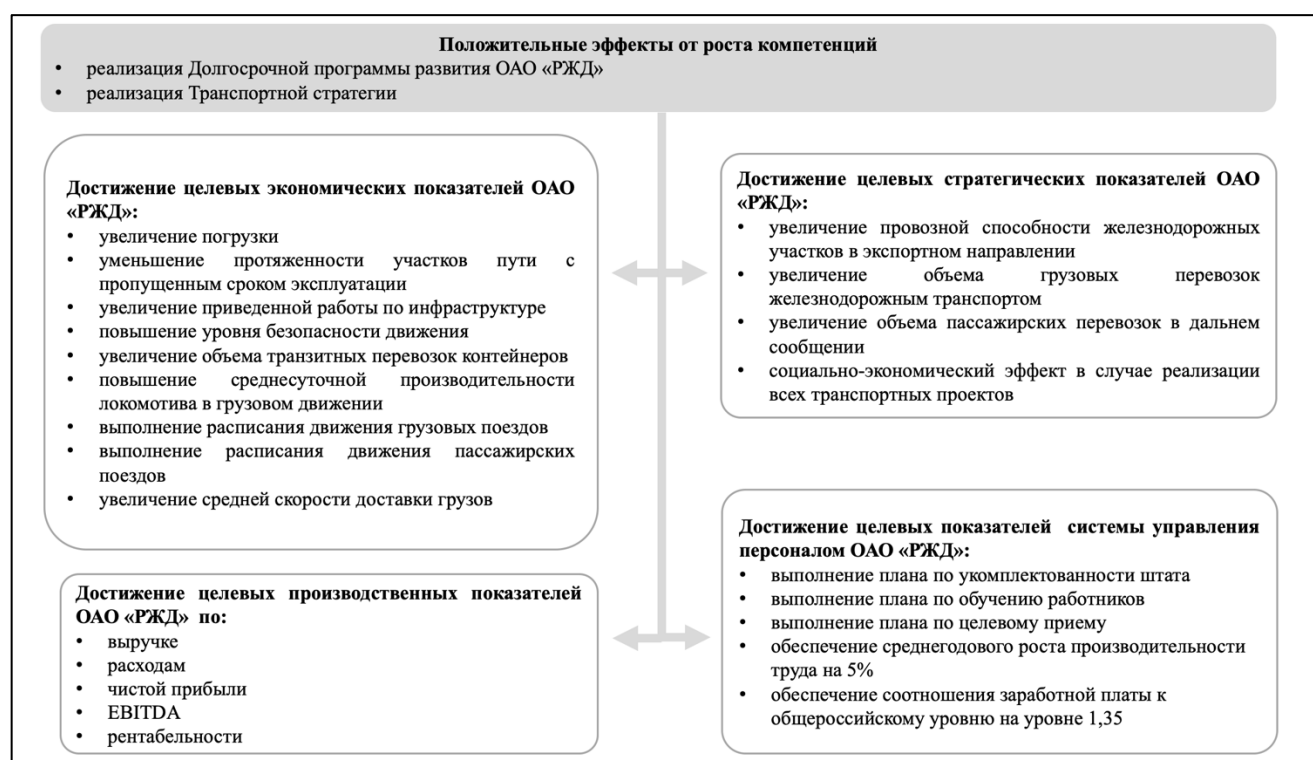 Положительные эффекты от роста компетенций
• реализация Долгосрочной программы развития ОАО «РЖД»
• реализация Транспортной стратегии
Достижение целевых экономических показателей ОАО
«РЖД»:
• увеличение погрузки
• уменьшение протяженности участков пути с
пропущенным сроком эксплуатации
• увеличение приведенной работы по инфраструктуре
• повышение уровня безопасности движения
• увеличение объема транзитных перевозок контейнеров
• повышение среднесуточной производительности
локомотива в грузовом движении
• выполнение расписания движения грузовых поездов
• выполнение расписания движения пассажирских
поездов
• увеличение средней скорости доставки грузов
Достижение целевых стратегических показателей ОАО
«РЖД»:
• увеличение провозной способности железнодорожных
участков в экспортном направлении
• увеличение объема грузовых перевозок
железнодорожным транспортом
• увеличение объема пассажирских перевозок в дальнем
сообщении
• социально-экономический эффект в случае реализации
всех транспортных проектов
Достижение целевых производственных показателей
ОАО «РЖД» по:
• выручке
• расходам
• чистой прибыли
• EBITDA
• рентабельности
Достижение целевых показателей системы управления
персоналом ОАО «РЖД»:
• выполнение плана по укомплектованности штата
• выполнение плана по обучению работников
• выполнение плана по целевому приему
• обеспечение среднегодового роста производительности
труда на 5%
• обеспечение соотношения заработной платы к
общероссийскому уровню на уровне 1,35